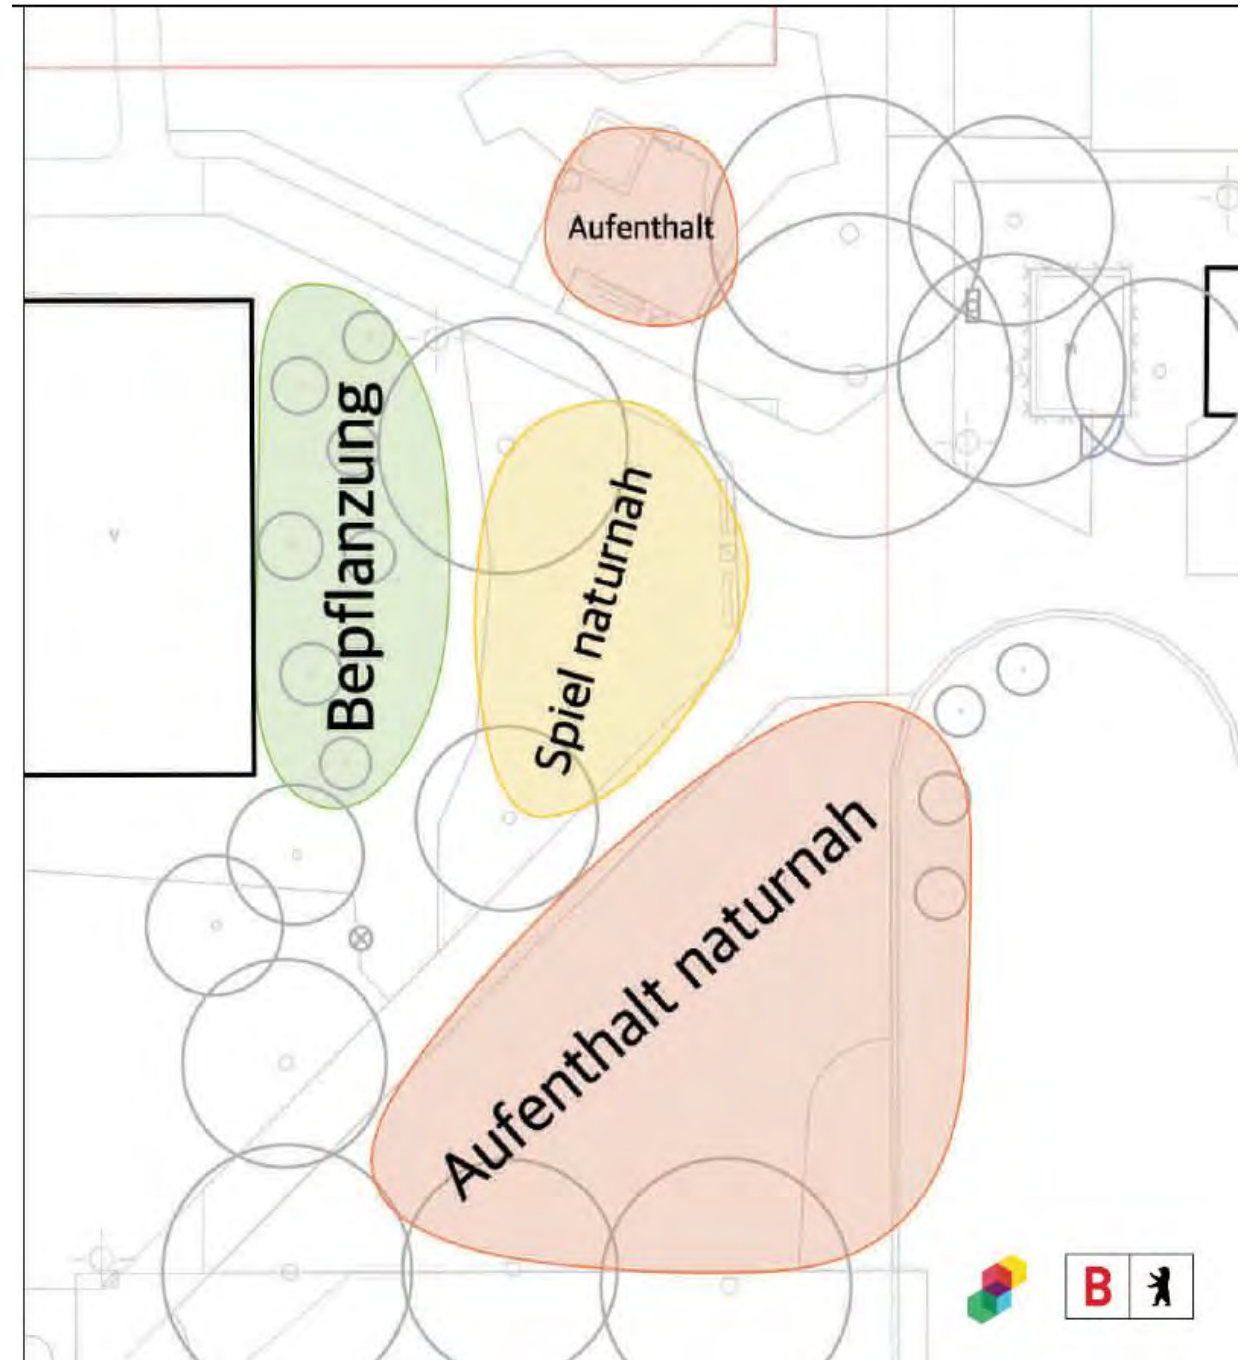 Aufenthalt
Bepflanzung
Spiel naturnah
Aufenthalt naturnah
B